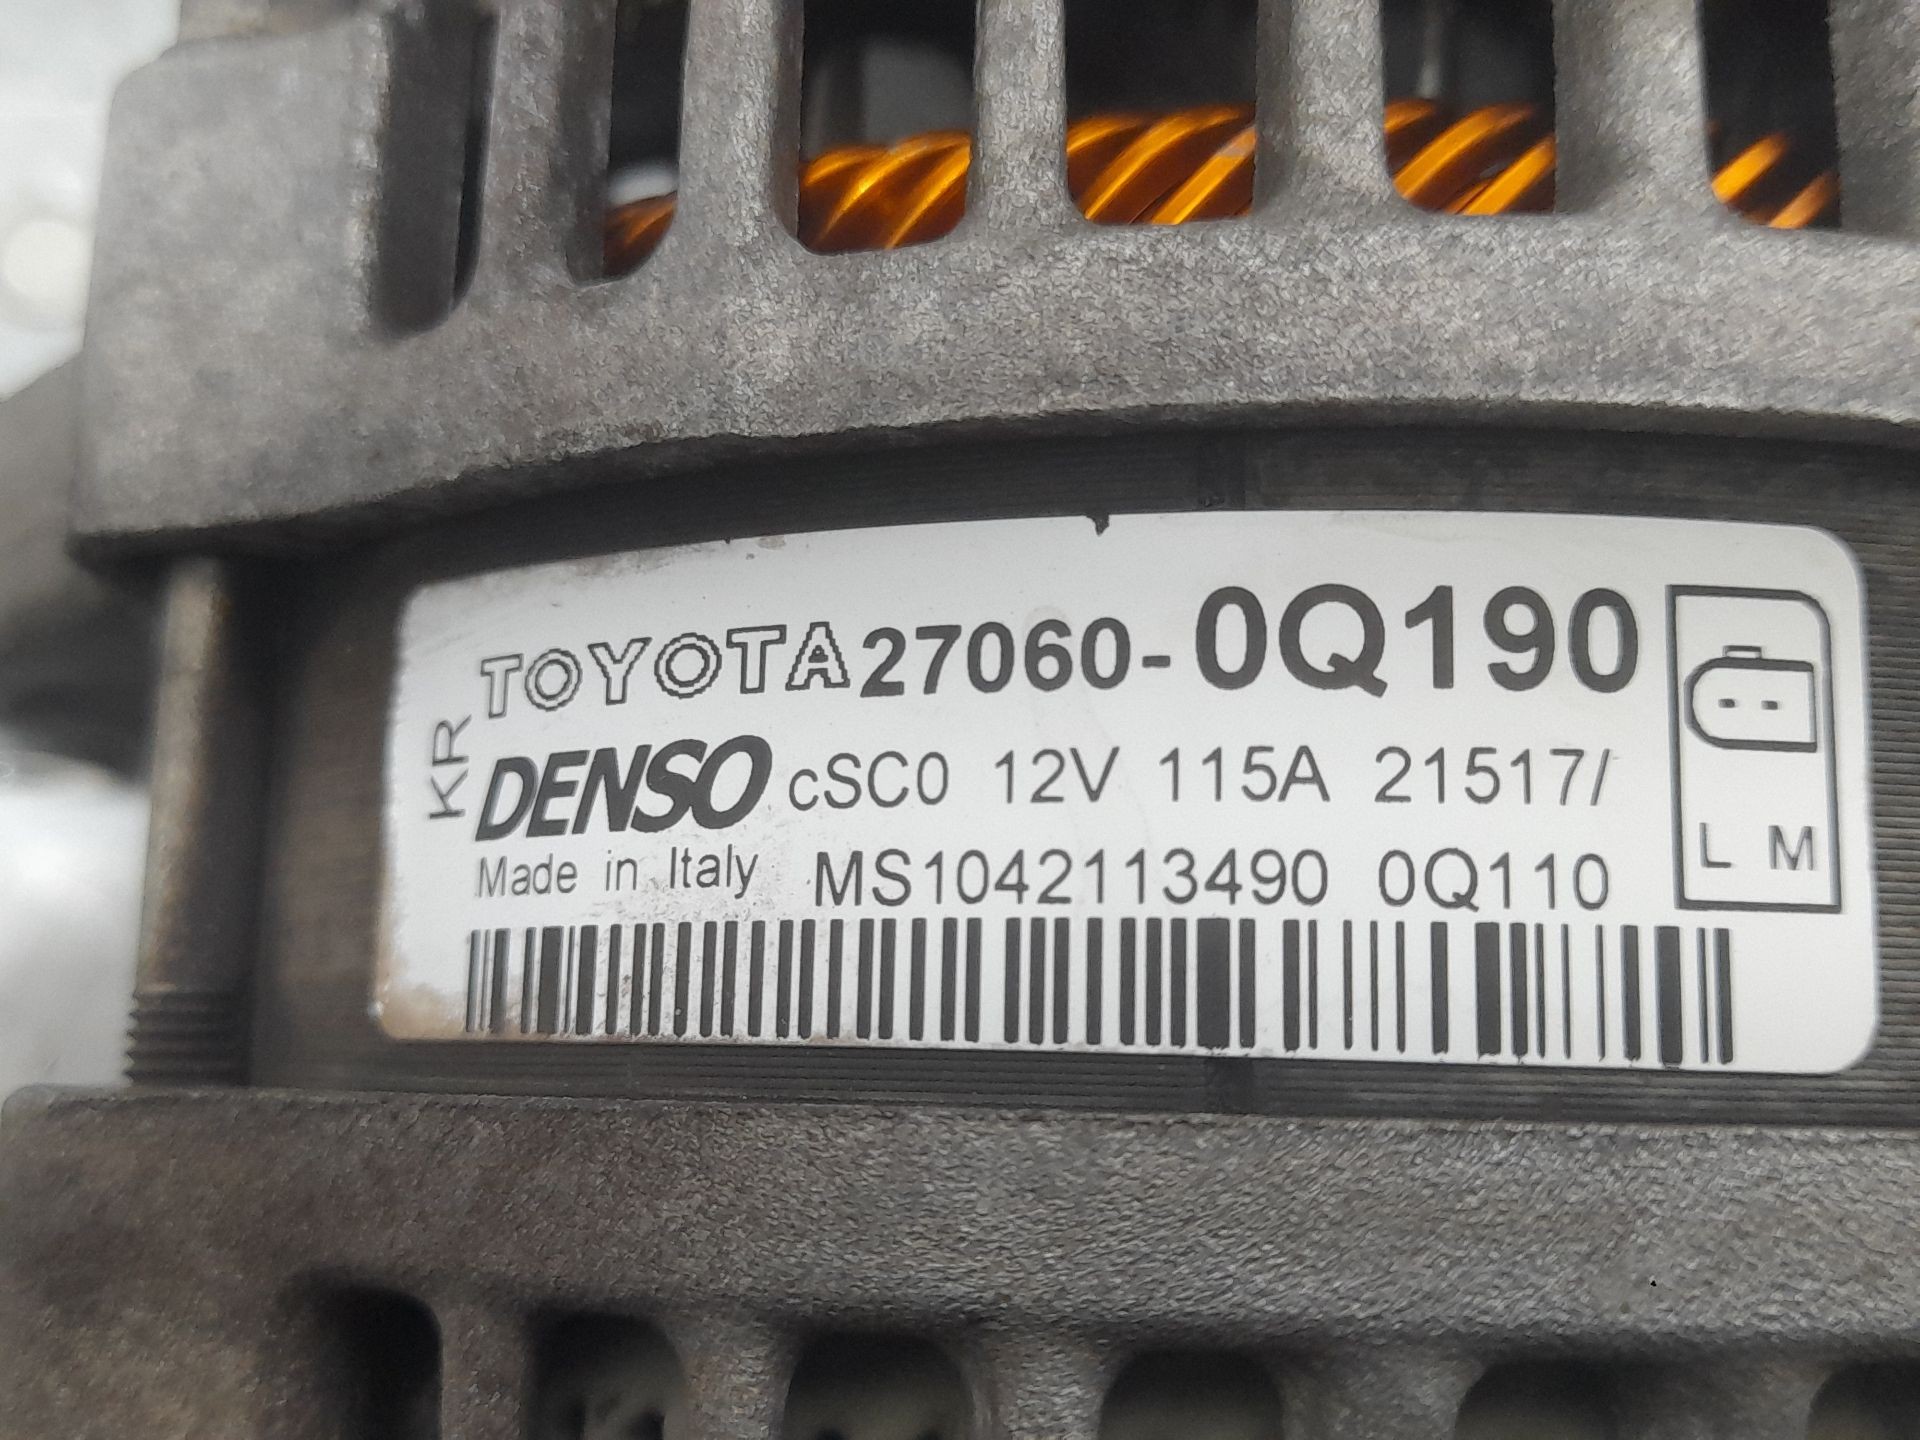 TOYOTA 27060-0Q190
KR
DENSO cSC0 12V 115A 21517/
Made in Italy MS1042113490 0Q110
L M